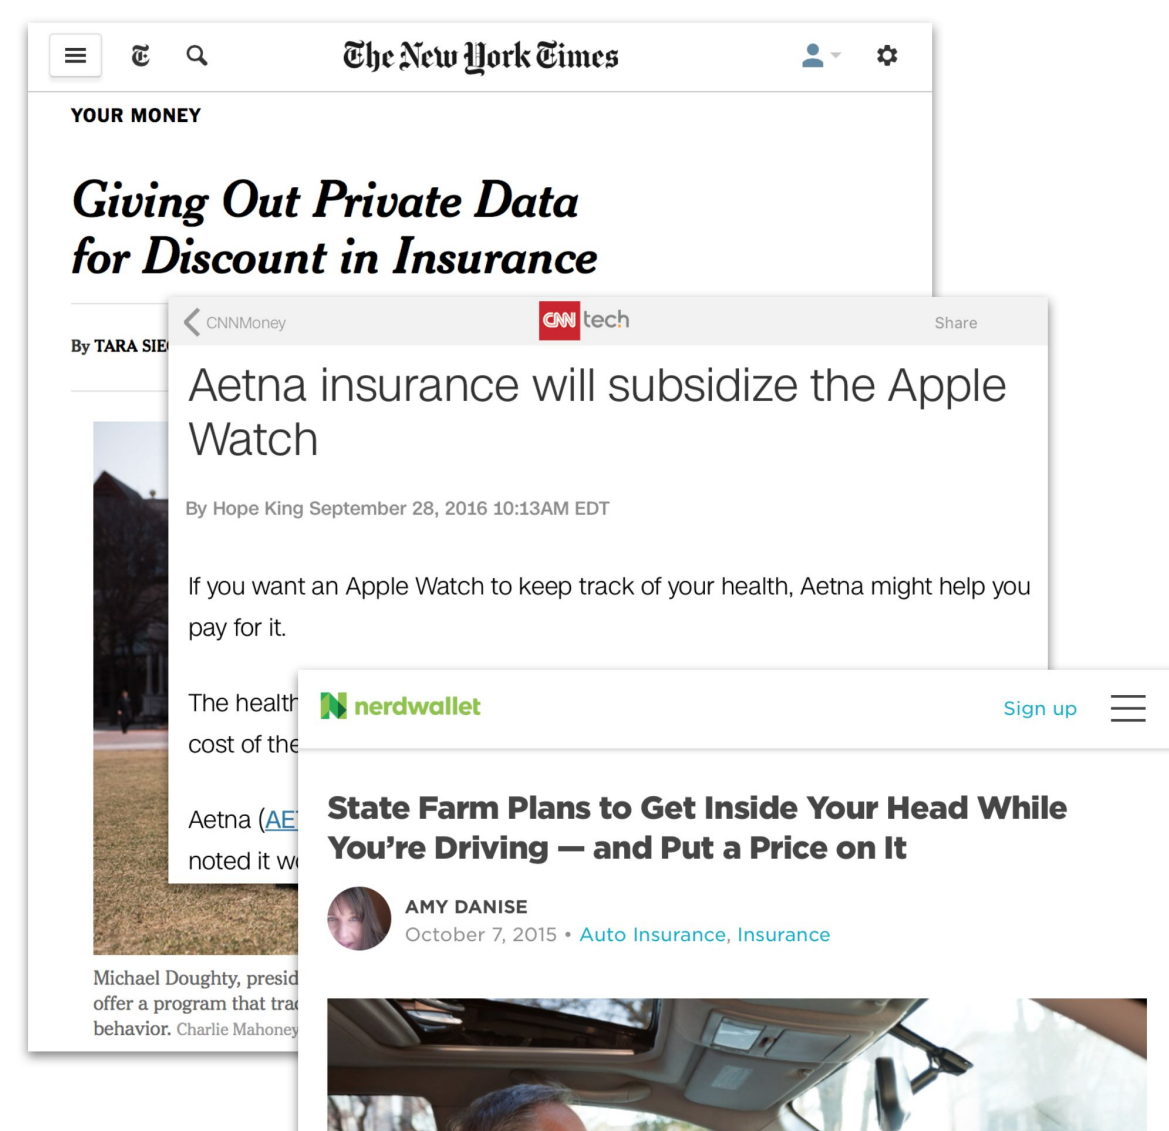 The New York Times
YOUR MONEY
Giving Out Private Data
for Discount in Insurance
By TARA
CNNMoney
CNN tech
Share
Aetna insurance will subsidize the Apple
Watch
By Hope King September 28, 2016 10:13AM EDT
If you want an Apple Watch to keep track of your health, Aetna might help you
pay for it.
The health
cost of the
Aetna (AE
noted it
Michael Doughty,
offer a program that
behavior. Charlie Mahoney
nerdwallet
Sign up
State Farm Plans to Get Inside Your Head While
You're Driving — and Put a Price on It
AMY DANISE
October 7, 2015 • Auto Insurance, Insurance